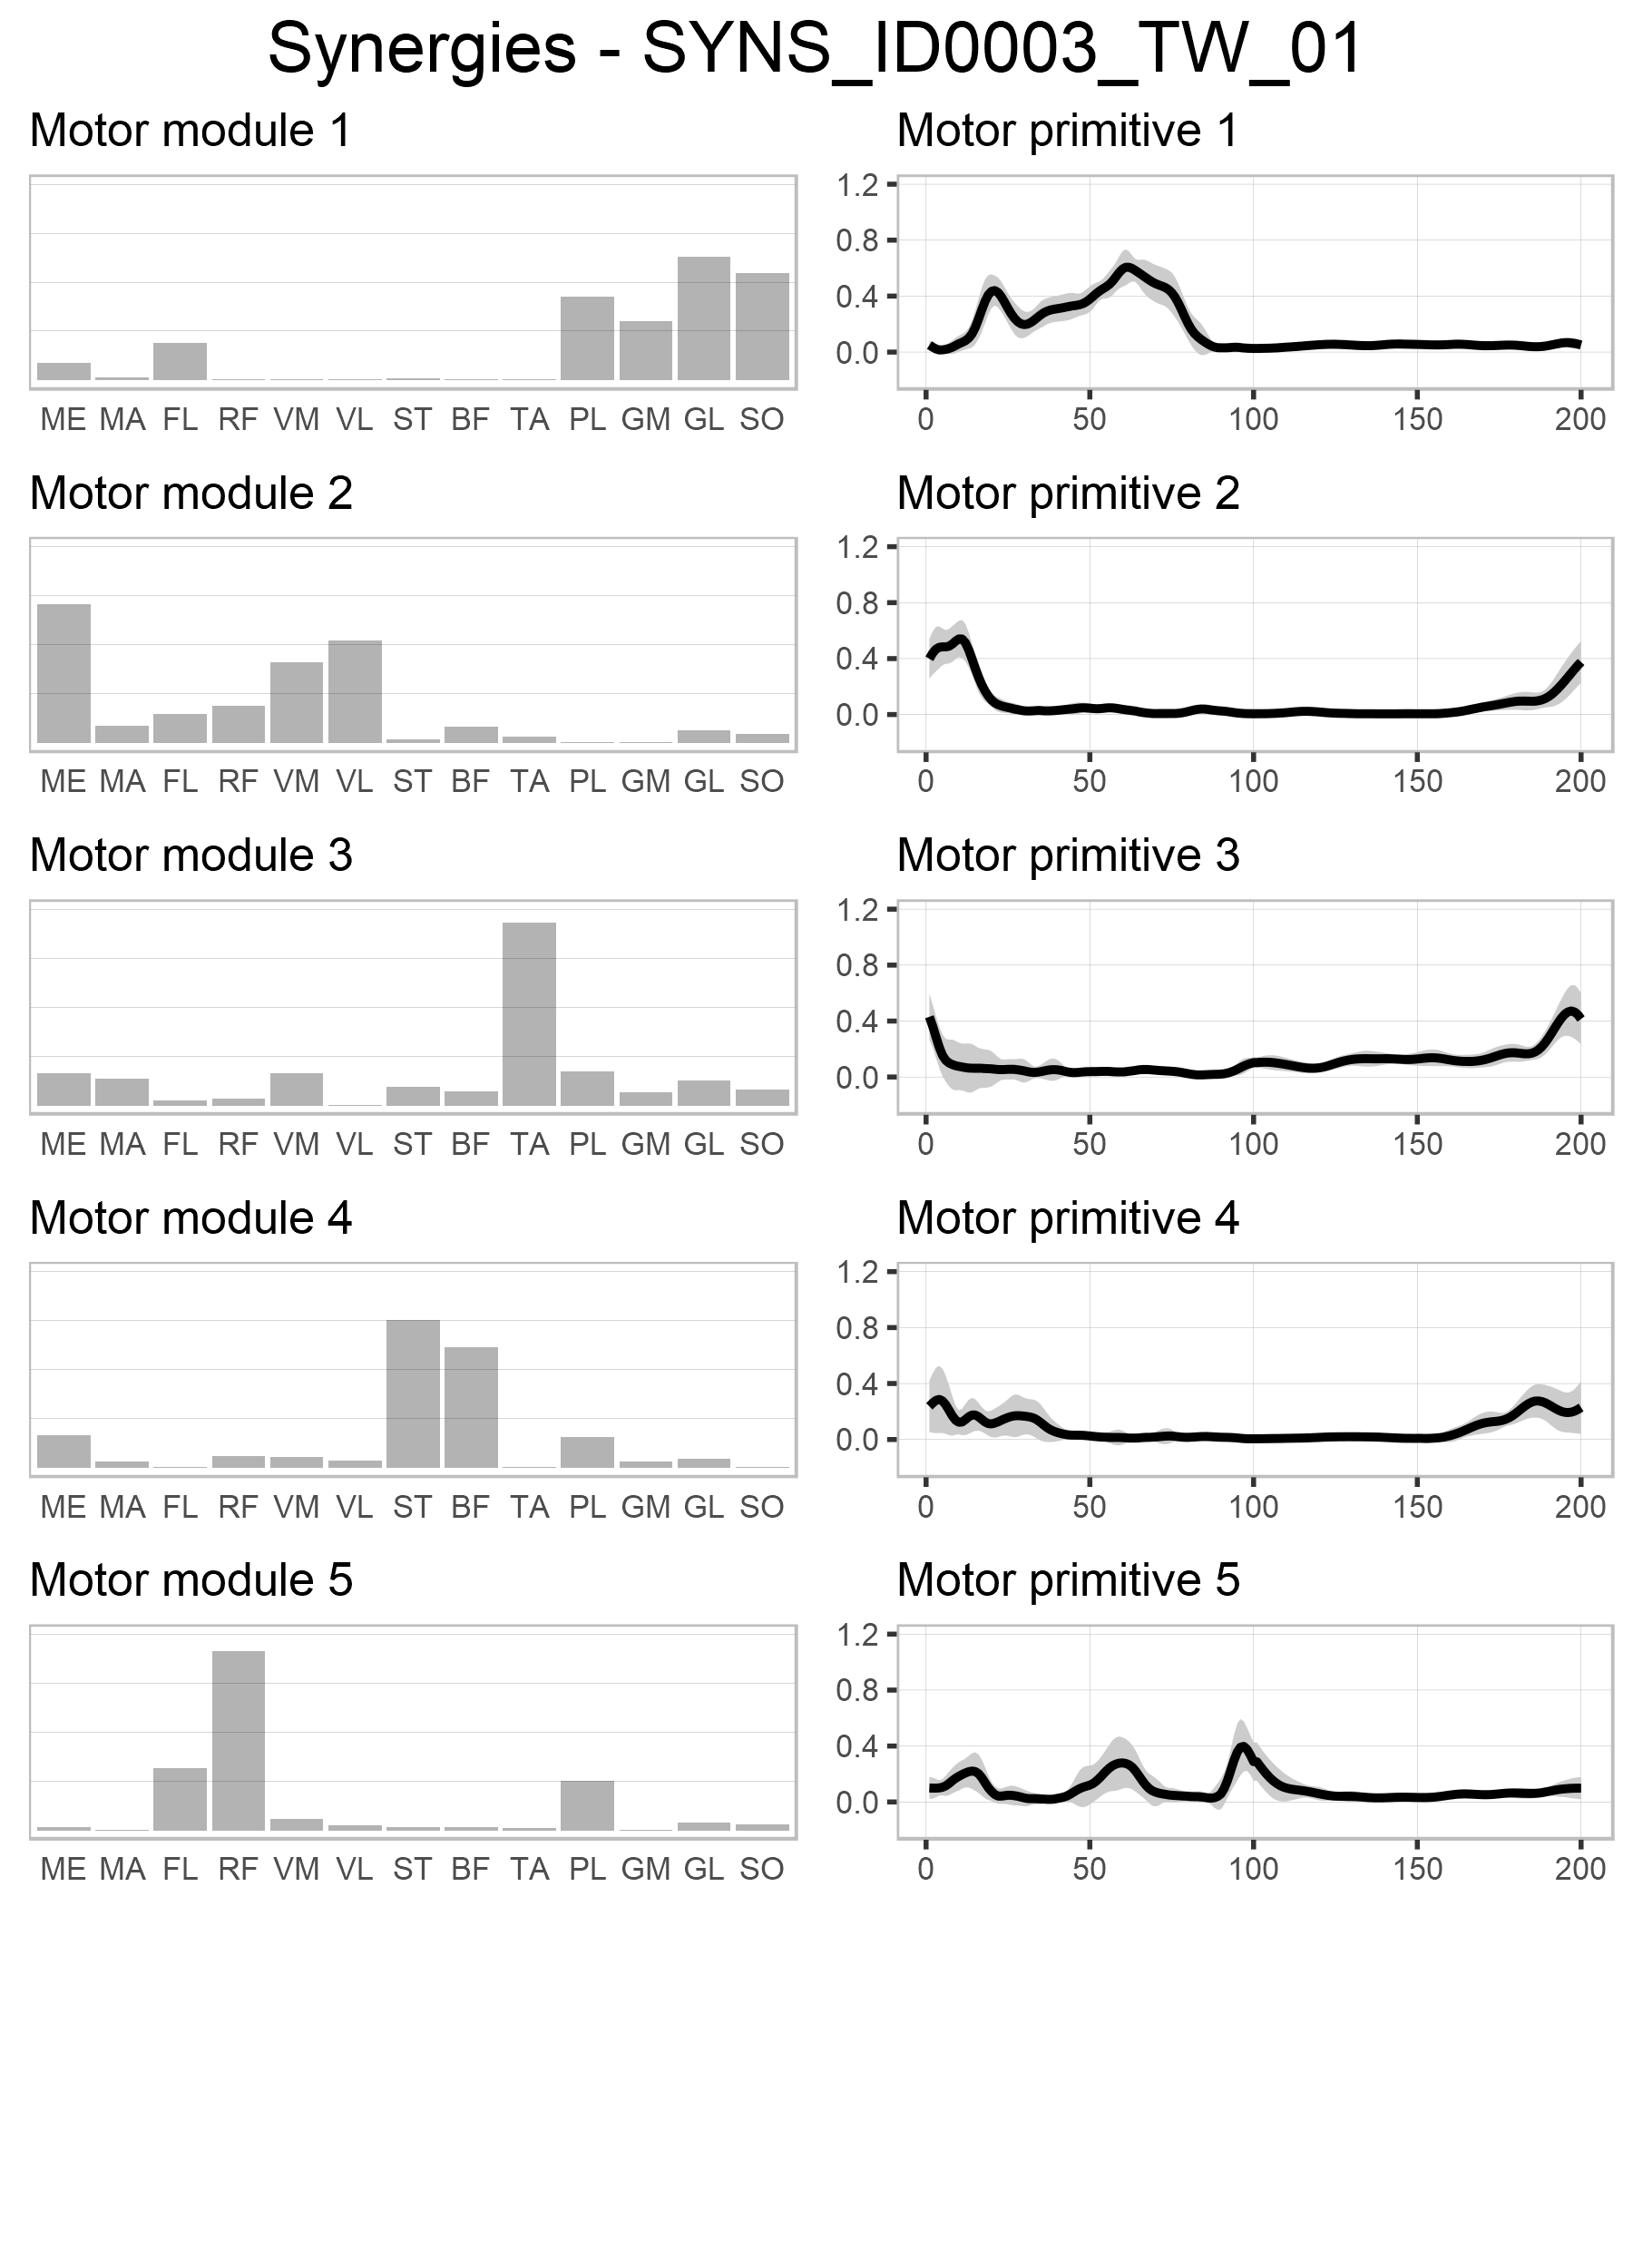 Synergies - SYNS_ID0003_TW_01
Motor module 1
Motor primitive 1
1.2
0.8
0.4
0.0
ME MA FL RF VM VL ST BF TA PL GM GL SO
0 50 100 150 200
Motor module 2
Motor primitive 2
1.2
0.8
0.4
0.0
ME MA FL RF VM VL ST BF TA PL GM GL SO
0 50 100 150 200
Motor module 3
Motor primitive 3
1.2
0.8
0.4
0.0
ME MA FL RF VM VL ST BF TA PL GM GL SO
0 50 100 150 200
Motor module 4
Motor primitive 4
1.2
0.8
0.4
0.0
ME MA FL RF VM VL ST BF TA PL GM GL SO
0 50 100 150 200
Motor module 5
Motor primitive 5
1.2
0.8
0.4
0.0
ME MA FL RF VM VL ST BF TA PL GM GL SO
0 50 100 150 200